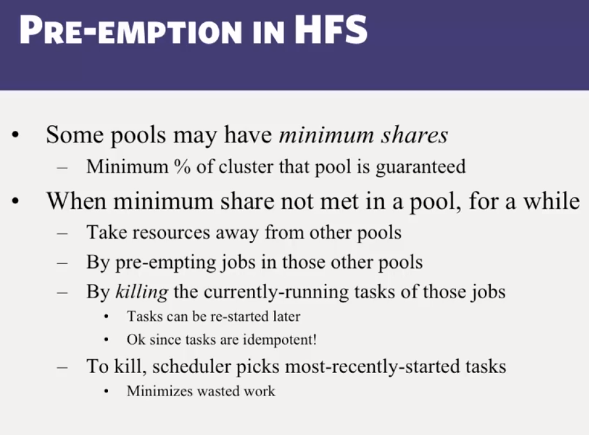 PRE-EMPTION IN HFS
• Some pools may have minimum shares
– Minimum % of cluster that pool is guaranteed
• When minimum share not met in a pool, for a while
– Take resources away from other pools
– By pre-empting jobs in those other pools
– By killing the currently-running tasks of those jobs
• Tasks can be re-started later
• Ok since tasks are idempotent!
– To kill, scheduler picks most-recently-started tasks
• Minimizes wasted work